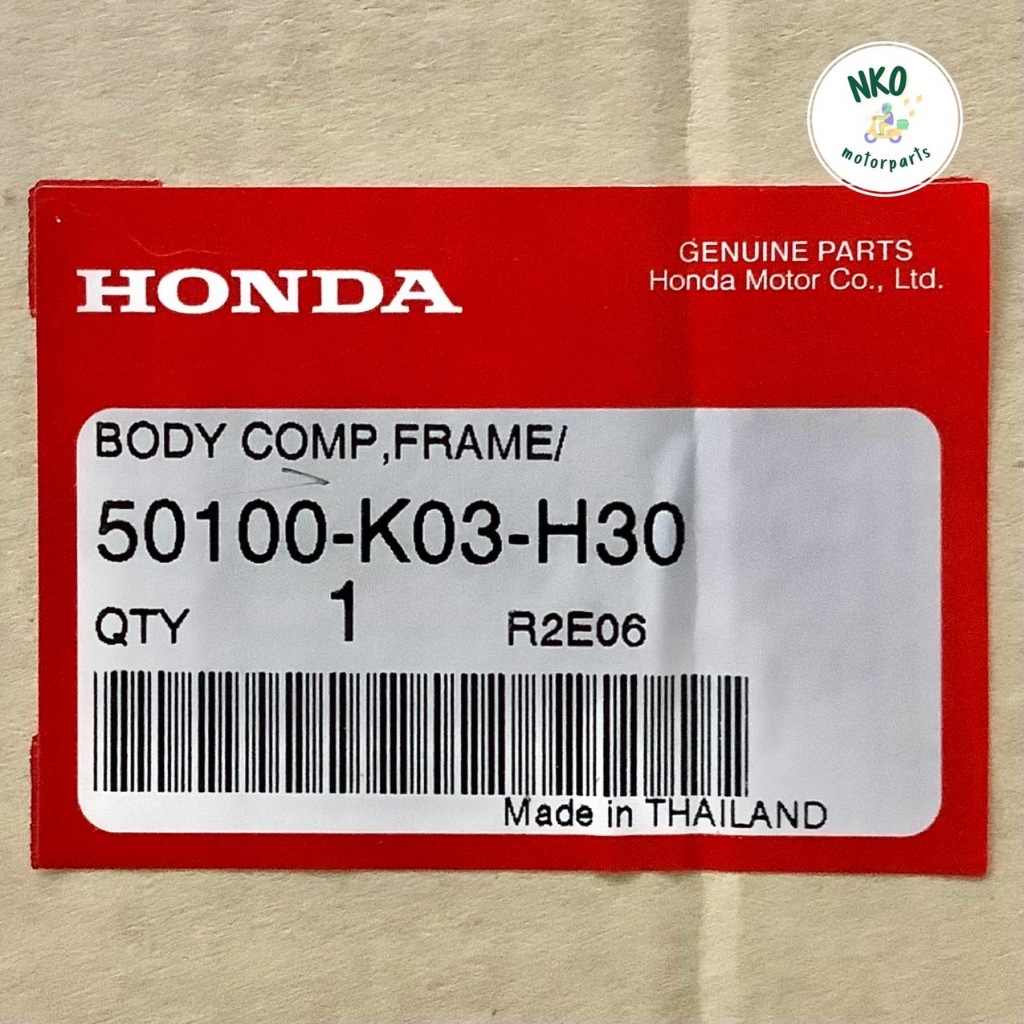 NKO
motorparts
HONDA
GENUINE PARTS
Honda Motor Co., Ltd.
BODY COMP,FRAME/
50100-K03-H30
QTY 1 R2E06
Made in THAILAND